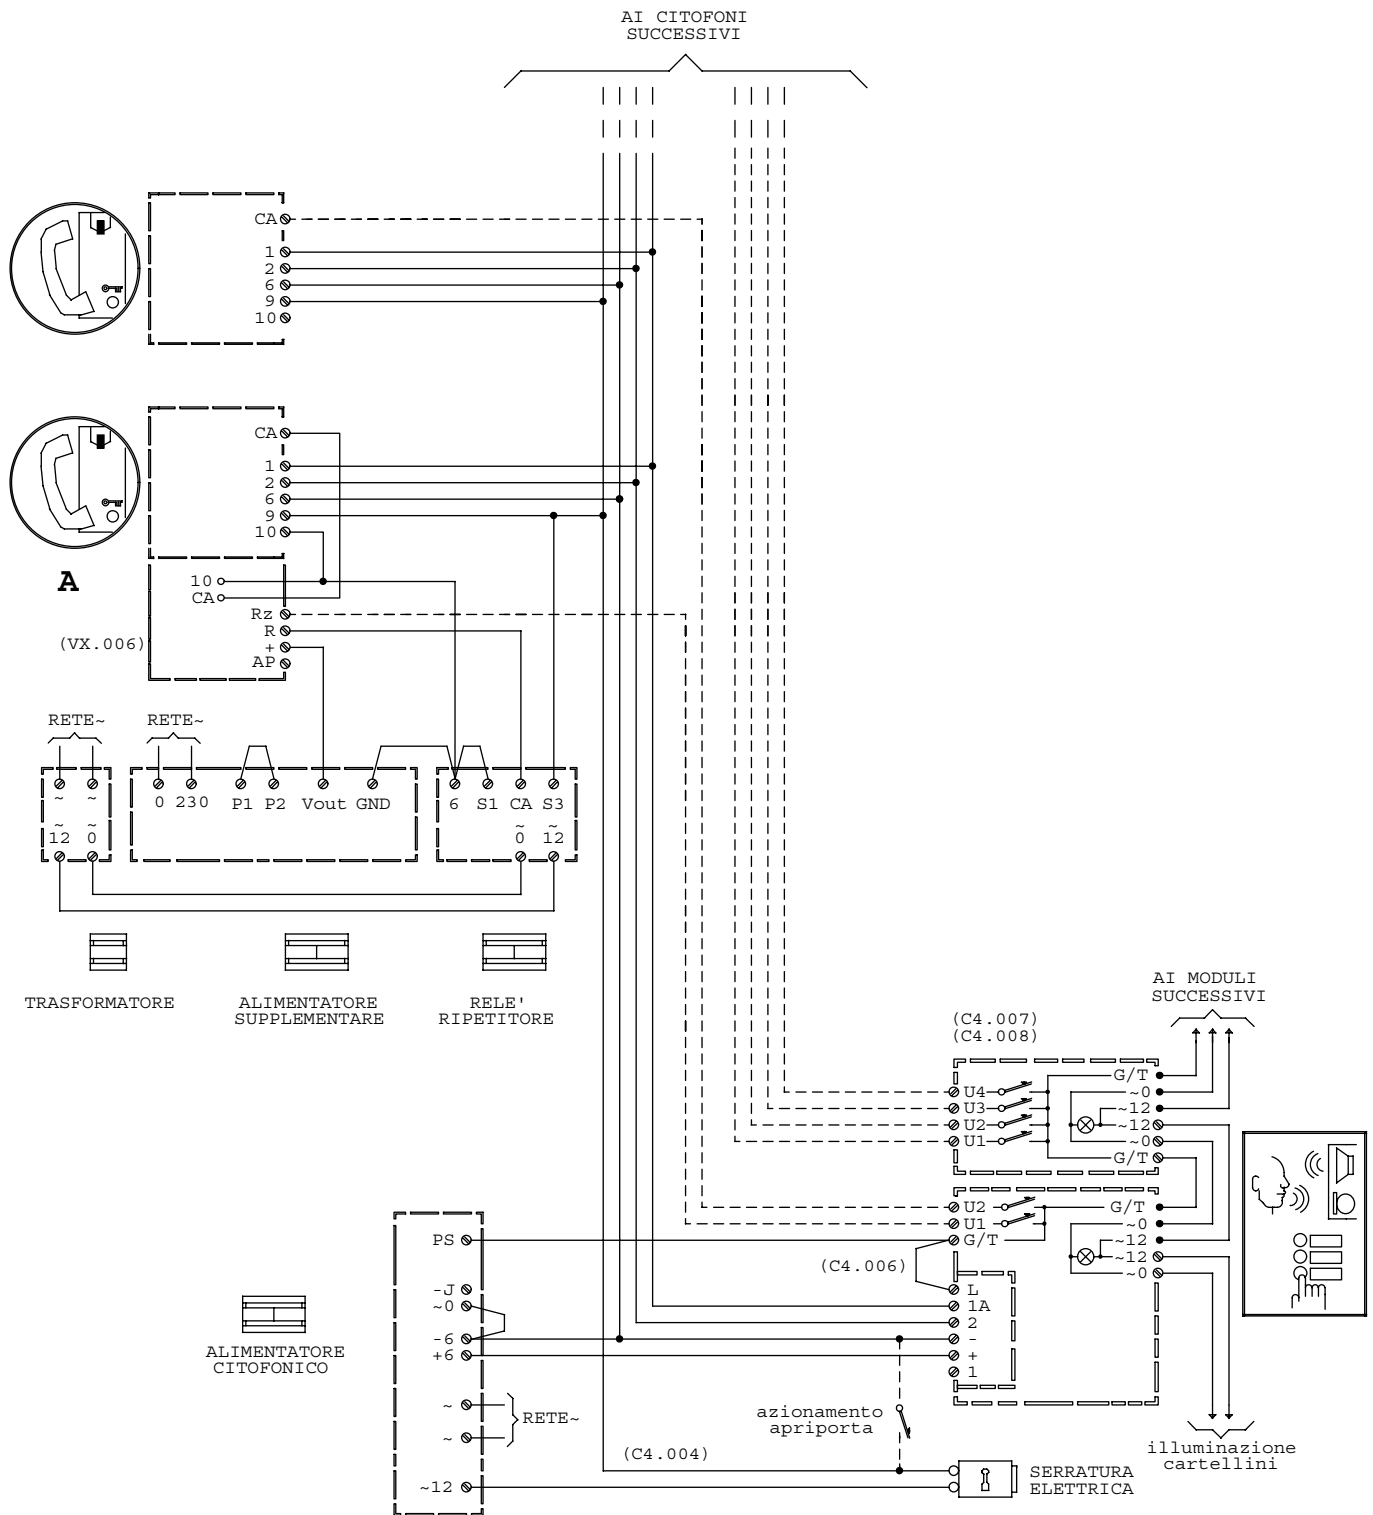 AI CITOFONI
SUCCESSIVI
CA
1
2
6
9
10
CA
1
2
6
9
10
A
10
CA
Rz
R
+
AP
(VX.006)
RETE~ RETE~
~ ~ 0 230 P1 P2 Vout GND 6 S1 CA S3
~ ~ ~ ~
12 0 0 12
TRASFORMATORE
ALIMENTATORE
SUPPLEMENTARE
RELE'
RIPETITORE
AI MODULI
SUCCESSIVI
(C4.007)
(C4.008)
G/T
U4 ~0
U3 ~12
U2 ~12
U1 ~0
G/T
U2 G/T
U1 ~0
G/T ~12
~12
~0
(C4.006)
L
1A
2
-
+
1
PS
-J
~0
-6
+6
~
~
RETE~
~12
ALIMENTATORE
CITOFONICO
azionamento
apriporta
(C4.004)
illuminazione
cartellini
SERRATURA
ELETTRICA